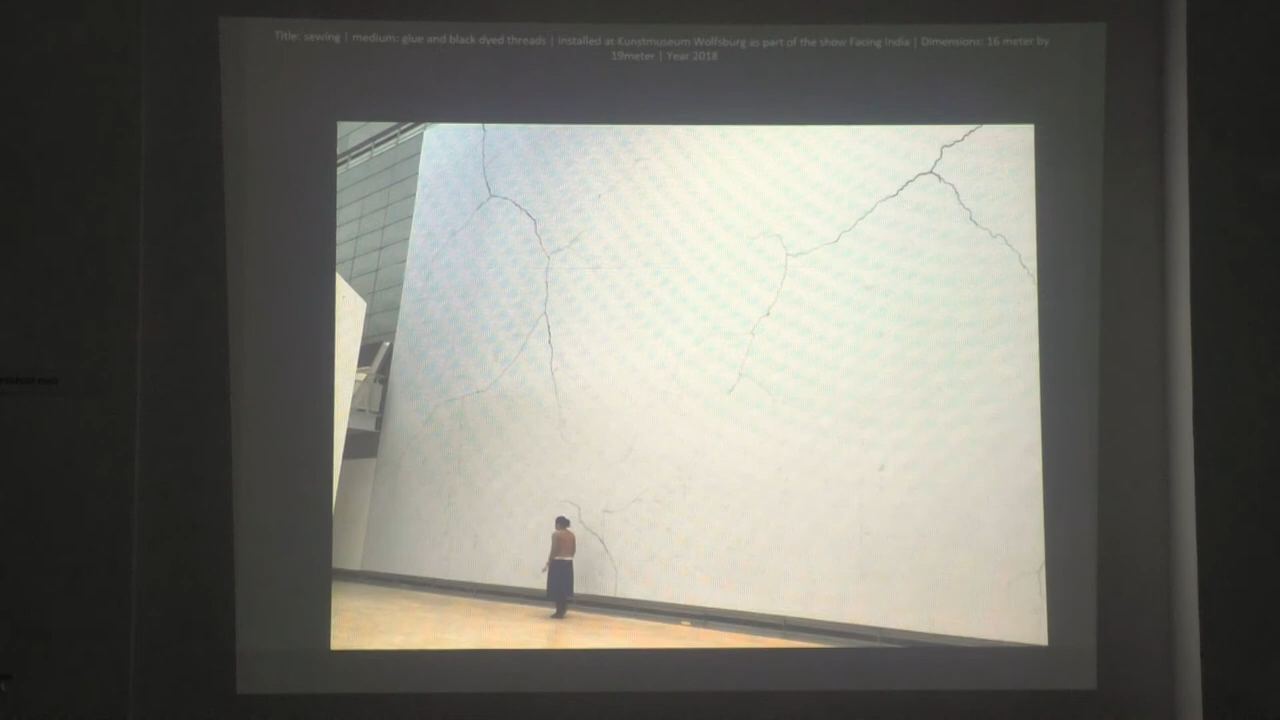 Title: sewing | medium: glue and black dyed threads | installed at Kunstmuseum Wolfsburg as part of the show Facing India | Dimensions: 16 meter by
19meter | Year 2018